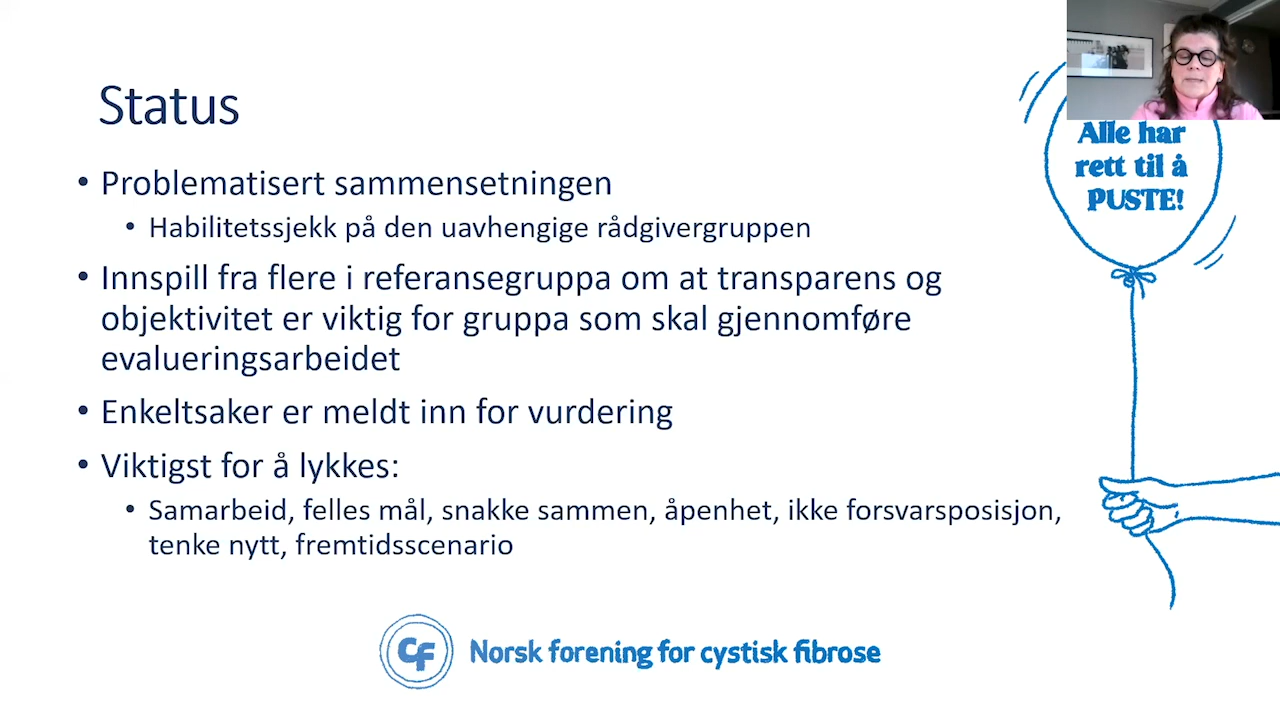 Status
• Problematisert sammensetningen
• Habilitetssjekk på den uavhengige rådgivergruppen
• Innspill fra flere i referansegruppa om at transparens og
objektivitet er viktig for gruppa som skal gjennomføre
evalueringsarbeidet
• Enkeltsaker er meldt inn for vurdering
• Viktigst for å lykkes:
• Samarbeid, felles mål, snakke sammen, åpenhet, ikke forsvarsposisjon,
tenke nytt, fremtidsscenario
Alle har
rett til å
PUSTE!
CF
Norsk forening for cystisk fibrose